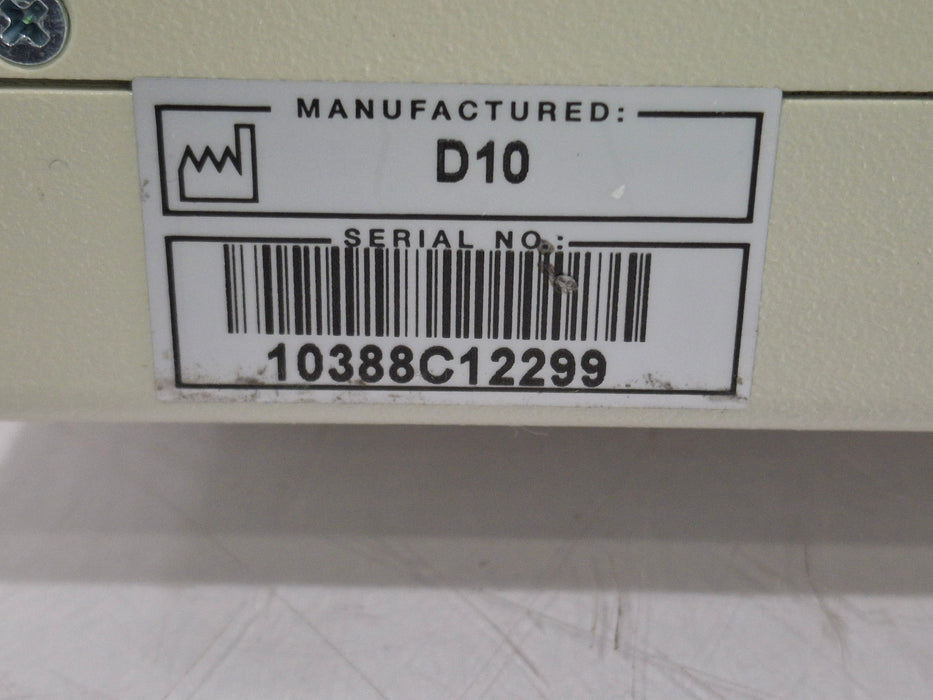 MANUFACTURED:
D10
SERIAL NO.:
10388C12299